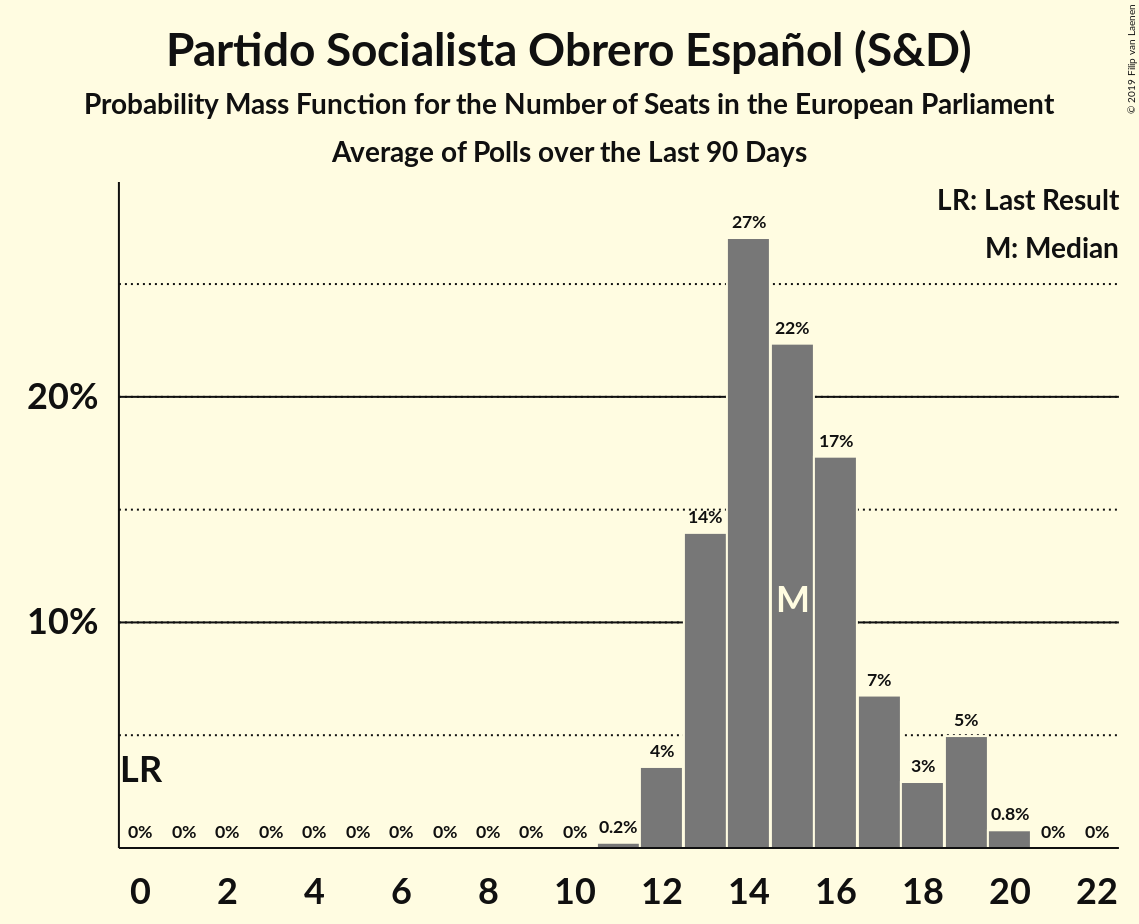 Partido Socialista Obrero Español (S&D)
Probability Mass Function for the Number of Seats in the European Parliament
Average of Polls over the Last 90 Days
© 2019 Filip van Laenen
LR: Last Result
M: Median
27%
22%
20%
17%
14%
M
10%
7%
5%
4%
3%
LR
0% 0% 0% 0% 0% 0% 0% 0% 0% 0% 0% 0.2% 0.8% 0% 0%
0 2 4 6 8 10 12 14 16 18 20 22